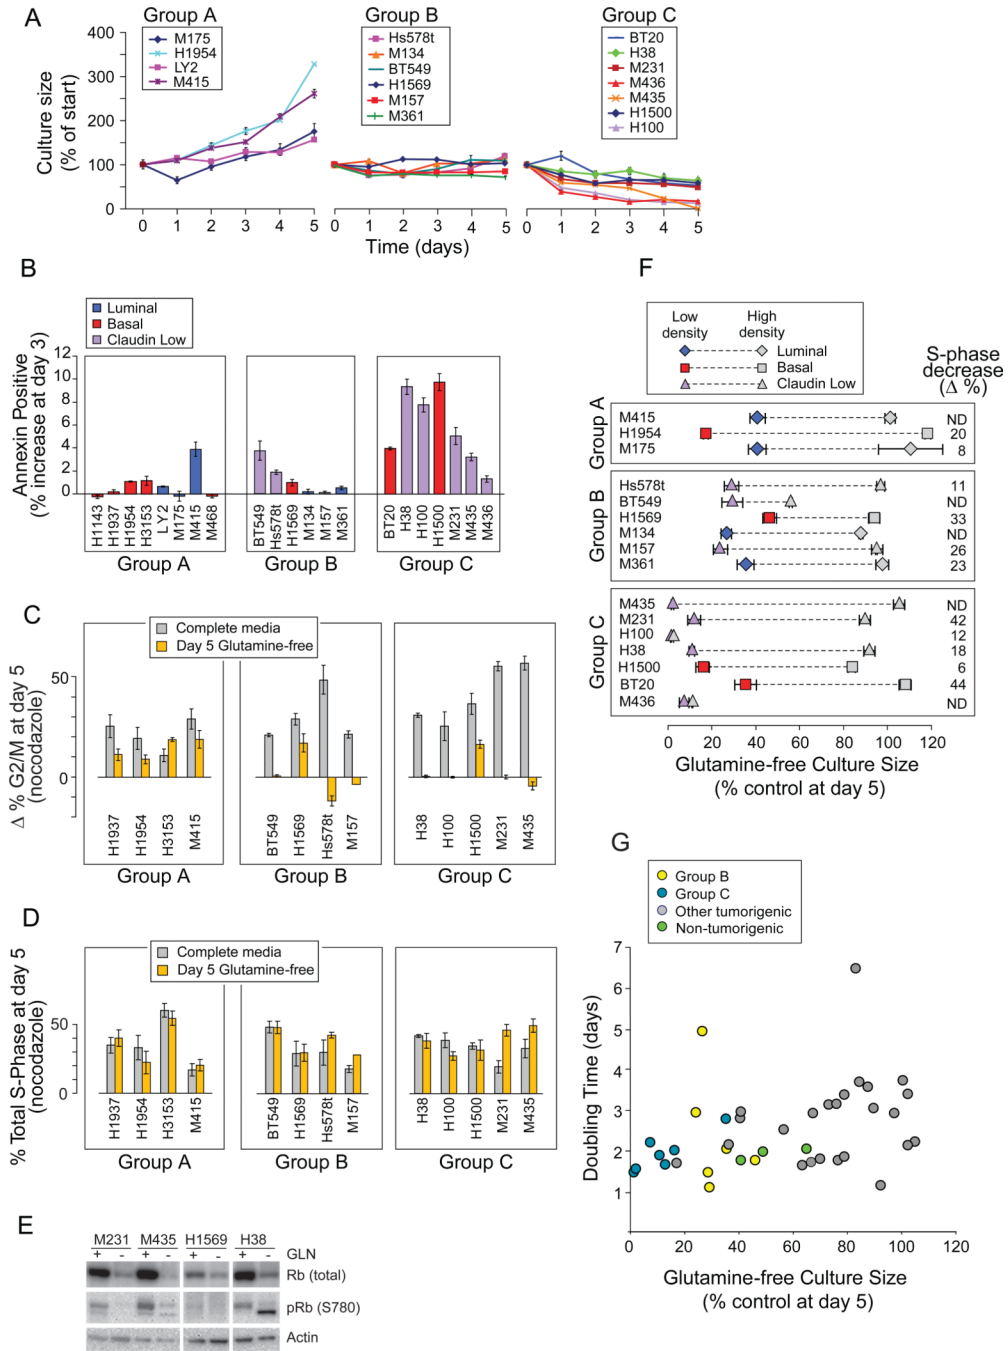 A
Group A
M175
H1954
LY2
M415
Group B
Hs578t
M134
BT549
H1569
M157
M361
Group C
BT20
H38
M231
M436
M435
H1500
H100
Culture size
(% of start)
400
300
200
100
0
0 1 2 3 4 5
0 1 2 3 4 5
0 1 2 3 4 5
Time (days)
B
Luminal
Basal
Claudin Low
Annexin Positive
(% increase at day 3)
12
10
8
6
4
2
0
H1143 H1937 H1954 H3153 LY2 M175 M415 M468
BT549 Hs578t H1569 M134 M157 M361
BT20 H38 H100 H1500 M231 M435 M436
Group A
Group B
Group C
C
Complete media
Day 5 Glutamine-free
Δ % G2/M at day 5
(nocodazole)
50
0
H1937 H1954 H3153 M415
BT549 H1569 Hs578t M157
H38 H100 H1500 M231 M435
Group A
Group B
Group C
D
Complete media
Day 5 Glutamine-free
% Total S-Phase at day 5
(nocodazole)
50
0
H1937 H1954 H3153 M415
BT549 H1569 Hs578t M157
H38 H100 H1500 M231 M435
Group A
Group B
Group C
E
M231 M435 H1569 H38
+ - + - + - + - GLN
Rb (total)
pRb (S780)
Actin
F
Low
density
High
density
Luminal
Basal
Claudin Low
S-phase
decrease
(Δ %)
Group A
M415 ND
H1954 20
M175 8
Group B
Hs578t 11
BT549 ND
H1569 33
M134 ND
M157 26
M361 23
Group C
M435 ND
M231 42
H100 12
H38 18
H1500 6
BT20 44
M436 ND
0 20 40 60 80 100 120
Glutamine-free Culture Size
(% control at day 5)
G
Group B
Group C
Other tumorigenic
Non-tumorigenic
Doubling Time (days)
7
6
5
4
3
2
1
0 20 40 60 80 100 120
Glutamine-free Culture Size
(% control at day 5)